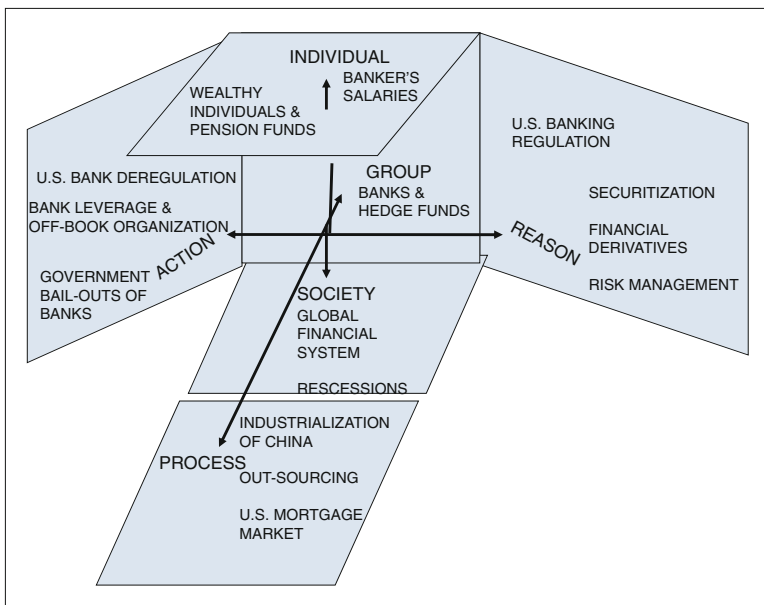 INDIVIDUAL
BANKER'S
SALARIES
WEALTHY
INDIVIDUALS &
PENSION FUNDS
U.S. BANKING
REGULATION
U.S. BANK DEREGULATION
GROUP
BANKS &
HEDGE FUNDS
SECURITIZATION
BANK LEVERAGE &
OFF-BOOK ORGANIZATION
ACTION
REASON
FINANCIAL
DERIVATIVES
GOVERNMENT
BAIL-OUTS OF
BANKS
RISK MANAGEMENT
SOCIETY
GLOBAL
FINANCIAL
SYSTEM
RESCESSIONS
INDUSTRIALIZATION
OF CHINA
PROCESS
OUT-SOURCING
U.S. MORTGAGE
MARKET